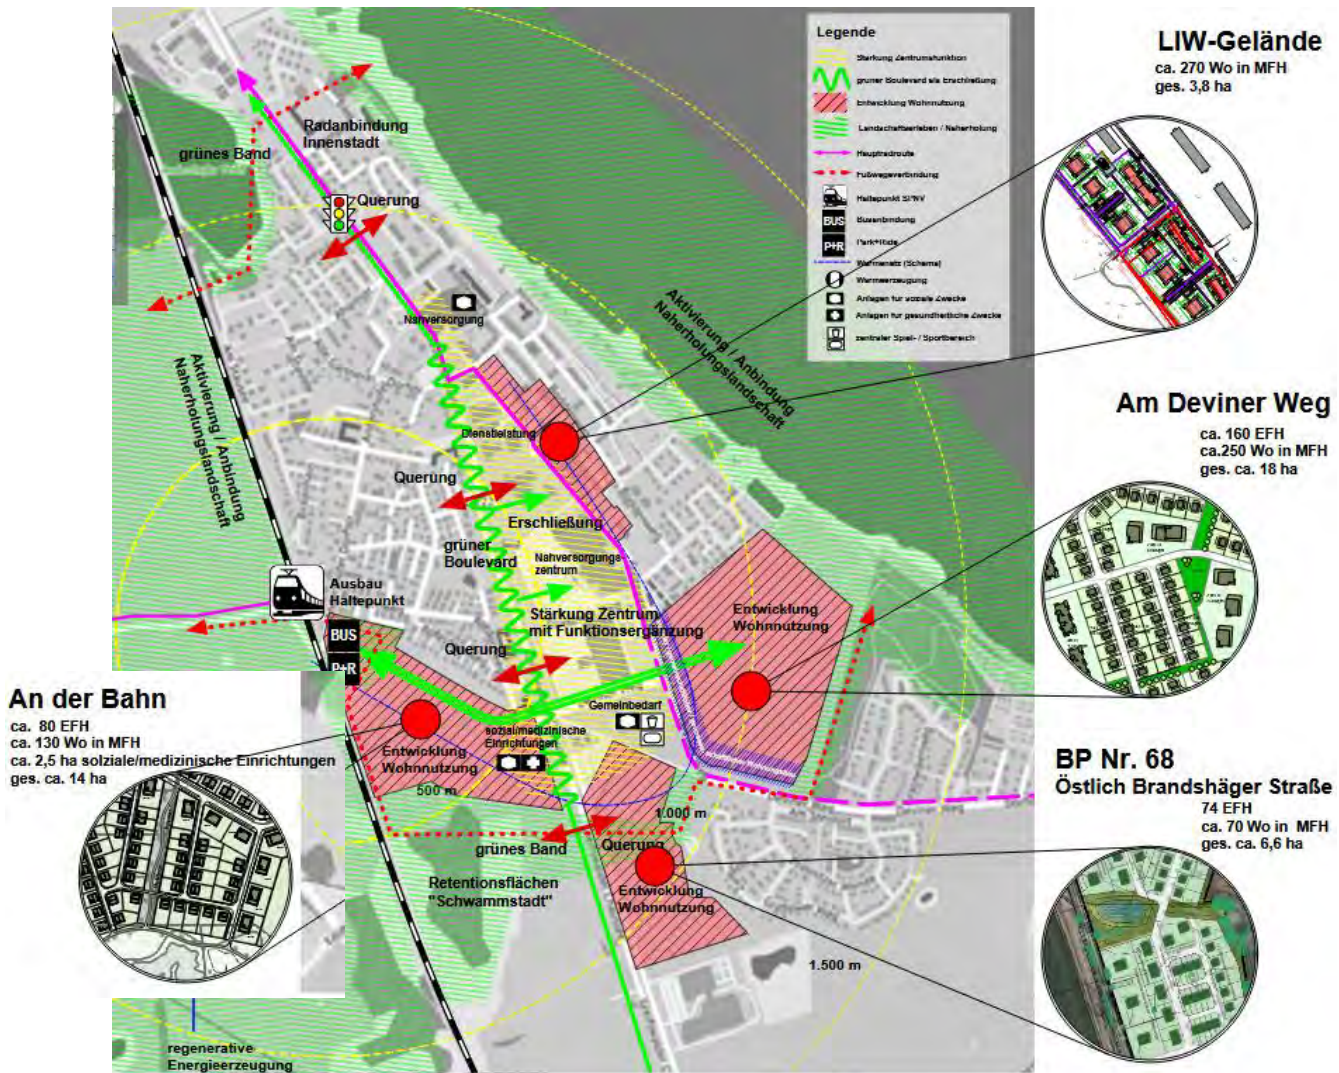 LIW-Gelände
ca. 270 Wo in MFH
ges. 3,8 ha
Legende
Stärkung Zentrumsfunktion
grüner Boulevard als Erschließung
Entwicklung Wohnnutzung
Landschaftserleben / Naherholung
Hauptradroute
Fußwegeverbindung
Haltepunkt SPNV
BUS
Busanbindung
P+R
Park+Ride
Wärmenetz (Schema)
Wärmeerzeugung
Anlagen für soziale Zwecke
Anlagen für gesundheitliche Zwecke
zentraler Spiel- / Sportbereich
Radanbindung
Innenstadt
grünes Band
Querung
Nahversorgung
Aktivierung / Anbindung
Naherholungslandschaft
Aktivierung / Anbindung
Naherholungslandschaft
Dienstleistung
Querung
Erschließung
grüner
Boulevard
Nahversorgungs-
zentrum
Ausbau
Haltepunkt
BUS
P+R
Stärkung Zentrum
mit Funktionsergänzung
Querung
Entwicklung
Wohnnutzung
Gemeinbedarf
sozial/medizinische
Einrichtungen
Entwicklung
Wohnnutzung
500 m
1.000 m
Querung
grünes Band
Retentionsflächen
"Schwammstadt"
Entwicklung
Wohnnutzung
1.500 m
regenerative
Energieerzeugung
Am Deviner Weg
ca. 160 EFH
ca.250 Wo in MFH
ges. ca. 18 ha
An der Bahn
ca. 80 EFH
ca. 130 Wo in MFH
ca. 2,5 ha solziale/medizinische Einrichtungen
ges. ca. 14 ha
BP Nr. 68
Östlich Brandshäger Straße
74 EFH
ca. 70 Wo in MFH
ges. ca. 6,6 ha